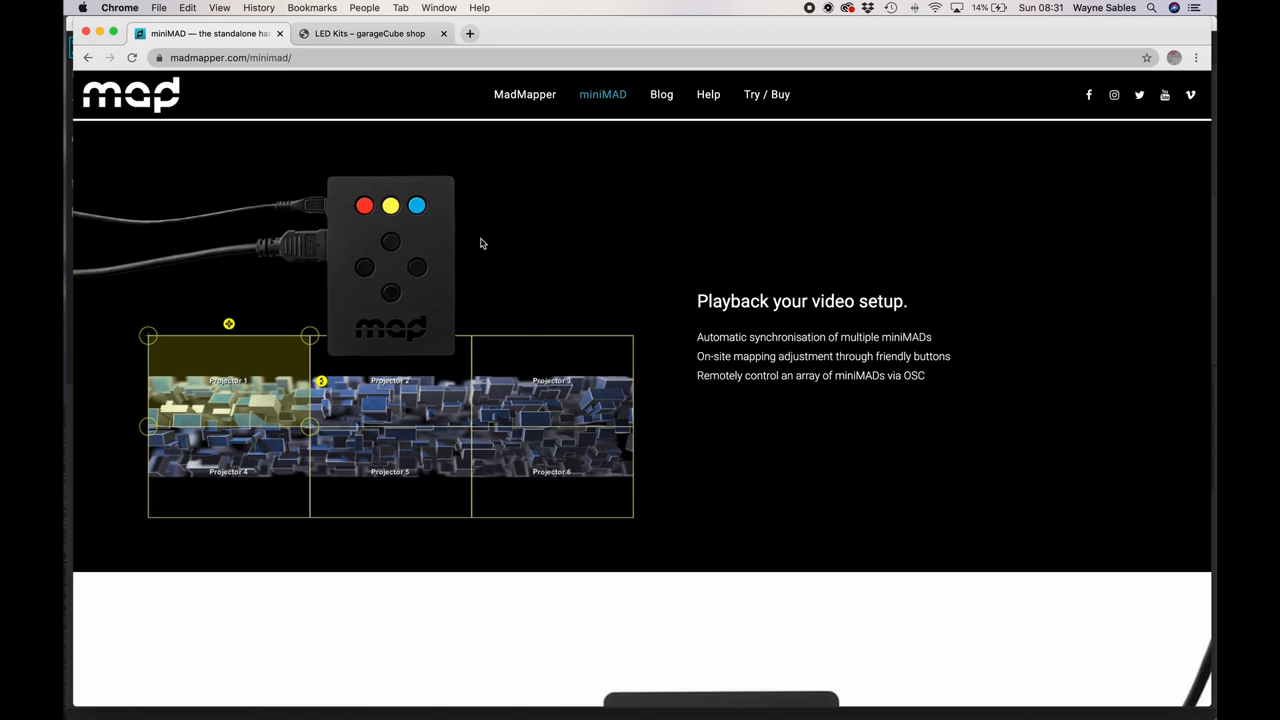 Chrome File Edit View History Bookmarks People Tab Window Help 14% Sun 08:31 Wayne Sables
miniMAD — the standalone har LED Kits – garageCube shop
madmapper.com/minimad/
map MadMapper miniMAD Blog Help Try / Buy
map
Playback your video setup.
Automatic synchronisation of multiple miniMADs
On-site mapping adjustment through friendly buttons
Remotely control an array of miniMADs via OSC
Projector 1 Projector 2 Projector 3
Projector 4 Projector 5 Projector 6